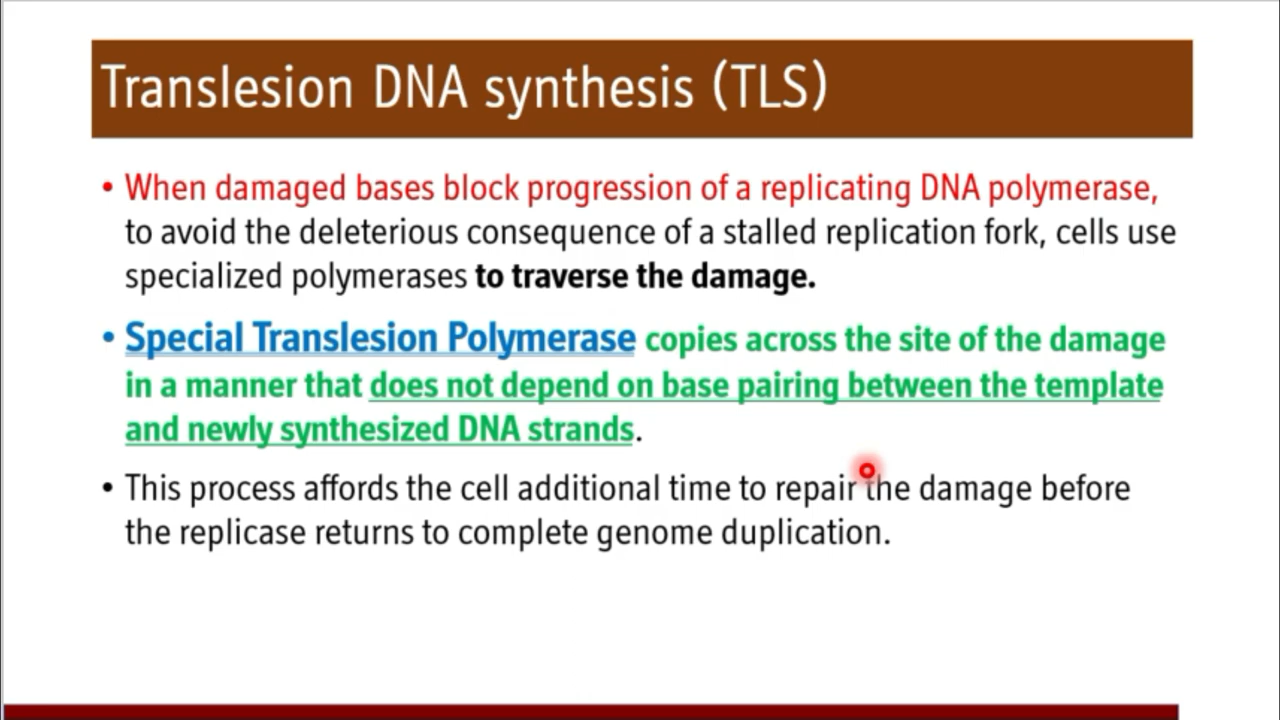 Translesion DNA synthesis (TLS)
• When damaged bases block progression of a replicating DNA polymerase,
to avoid the deleterious consequence of a stalled replication fork, cells use
specialized polymerases to traverse the damage.
• Special Translesion Polymerase copies across the site of the damage
in a manner that does not depend on base pairing between the template
and newly synthesized DNA strands.
• This process affords the cell additional time to repair the damage before
the replicase returns to complete genome duplication.